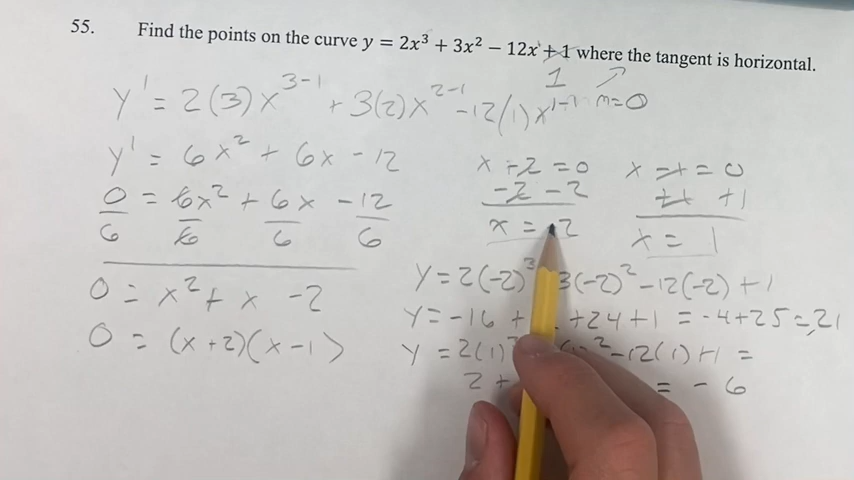 55. Find the points on the curve y = 2x³ + 3x² − 12x + 1 where the tangent is horizontal.
1 m=0
y' = 2(3)x^{3-1} + 3(2)x^{2-1} -12(1)x^{1-1}
y' = 6x² + 6x - 12
0 = 6x² + 6x - 12
6 6 6 6
0 = x² + x - 2
0 = (x+2)(x-1)
x + 2 = 0
-2 -2
x = 2
x - 1 = 0
+1 +1
x = 1
y = 2(-2)³ 3(-2)² - 12(-2) + 1
y = -16 + +24 + 1 = -4 + 25 = 21
y = 2(1) ² - 12(1) + 1 =
2 + = - 6